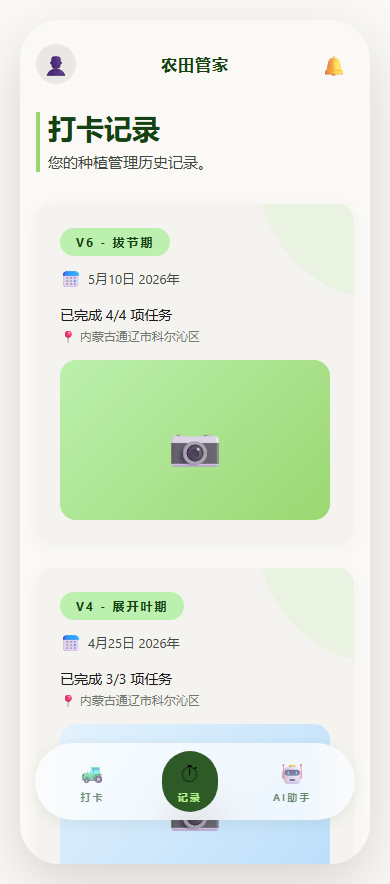 农田管家
打卡记录
您的种植管理历史记录。
V6 - 拔节期
5月10日 2026年
已完成 4/4 项任务
内蒙古通辽市科尔沁区
V4 - 展开叶期
4月25日 2026年
已完成 3/3 项任务
内蒙古通辽市科尔沁区
打卡
记录
AI助手